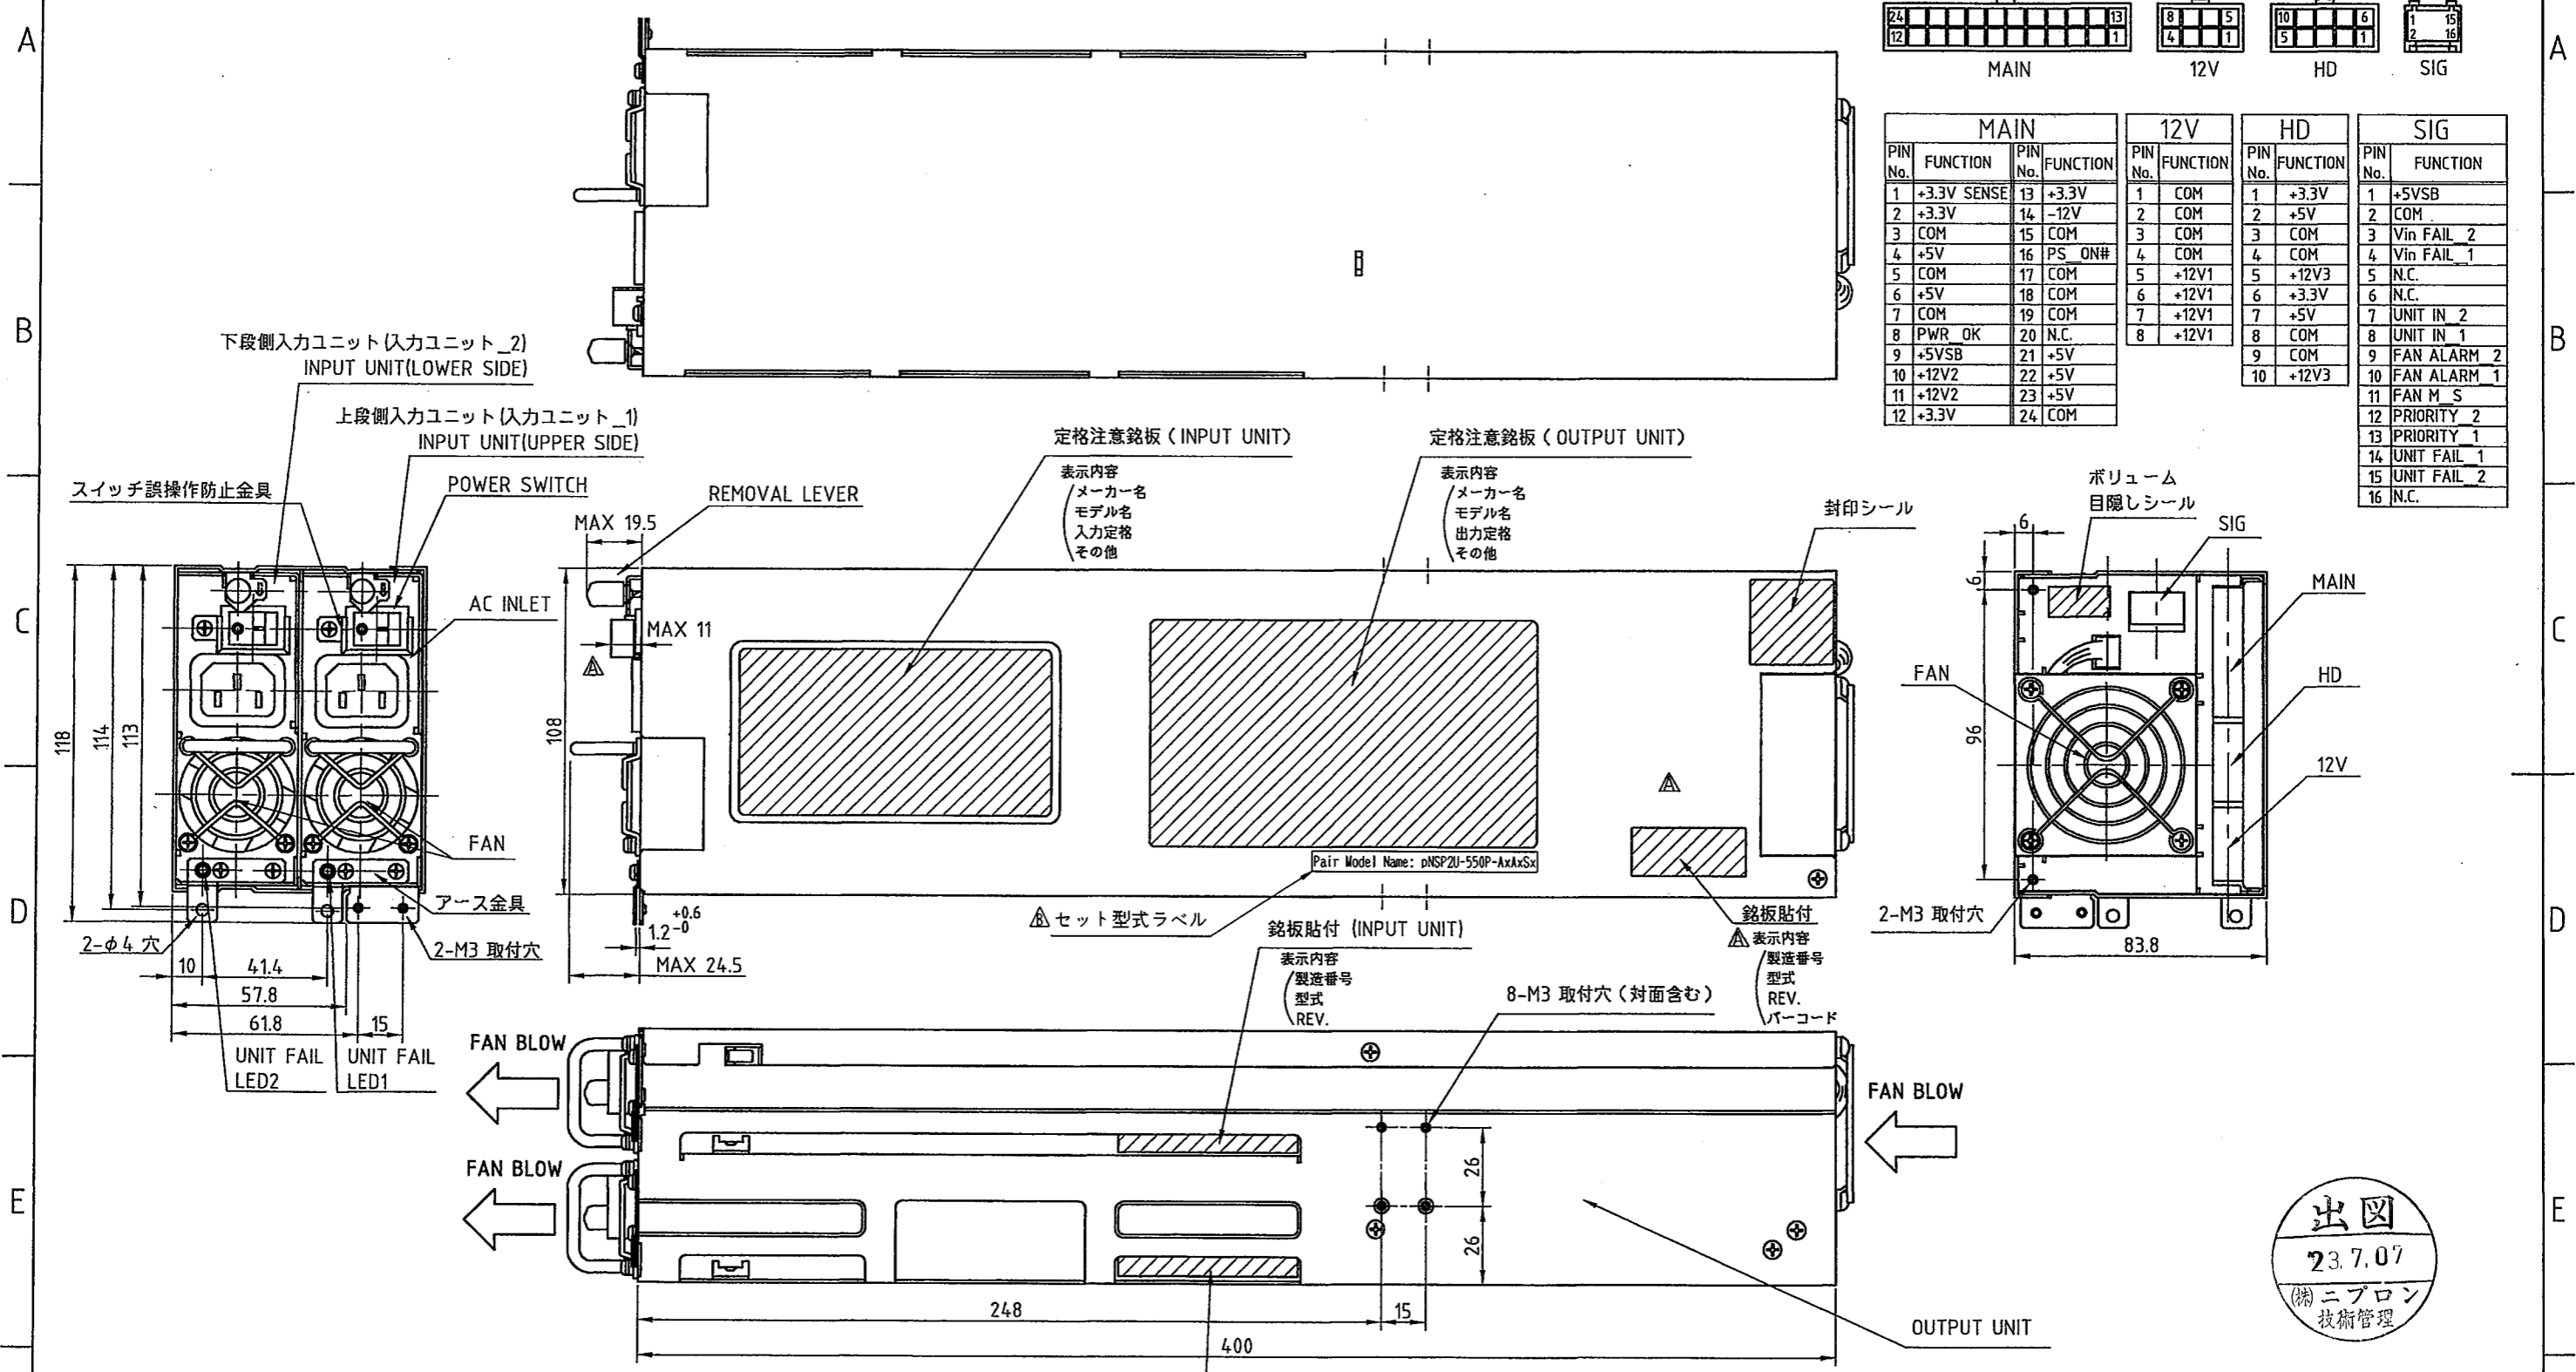 A
A
B
B
C
C
D
D
E
E
24 13
12 1
MAIN
8 5
4 1
12V
10 6
5 1
HD
1 15
2 16
SIG
MAIN
PIN No. FUNCTION PIN No. FUNCTION
1 +3.3V SENSE 13 +3.3V
2 +3.3V 14 -12V
3 COM 15 COM
4 +5V 16 PS_ON#
5 COM 17 COM
6 +5V 18 COM
7 COM 19 COM
8 PWR_OK 20 N.C.
9 +5VSB 21 +5V
10 +12V2 22 +5V
11 +12V2 23 +5V
12 +3.3V 24 COM
12V
PIN No. FUNCTION
1 COM
2 COM
3 COM
4 COM
5 +12V1
6 +12V1
7 +12V1
8 +12V1
HD
PIN No. FUNCTION
1 +3.3V
2 +5V
3 COM
4 COM
5 +12V3
6 +3.3V
7 +5V
8 COM
9 COM
10 +12V3
SIG
PIN No. FUNCTION
1 +5VSB
2 COM
3 Vin FAIL_2
4 Vin FAIL_1
5 N.C.
6 N.C.
7 UNIT IN_2
8 UNIT IN_1
9 FAN ALARM_2
10 FAN ALARM_1
11 FAN M_S
12 PRIORITY_2
13 PRIORITY_1
14 UNIT FAIL_1
15 UNIT FAIL_2
16 N.C.
下段側入力ユニット(入力ユニット_2)
INPUT UNIT(LOWER SIDE)
上段側入力ユニット(入力ユニット_1)
INPUT UNIT(UPPER SIDE)
スイッチ誤操作防止金具
POWER SWITCH
AC INLET
FAN
アース金具
2-M3 取付穴
2-φ4 穴
118
114
113
10
41.4
57.8
61.8
15
UNIT FAIL
LED2
UNIT FAIL
LED1
REMOVAL LEVER
MAX 19.5
MAX 11
A
108
1.2 +0.6 -0
MAX 24.5
定格注意銘板(INPUT UNIT)
表示内容
メーカー名
モデル名
入力定格
その他
定格注意銘板(OUTPUT UNIT)
表示内容
メーカー名
モデル名
出力定格
その他
封印シール
A
Pair Model Name: pNSP2U-550P-AxAxSx
B セット型式ラベル
銘板貼付 (INPUT UNIT)
表示内容
製造番号
型式
REV.
銘板貼付
A 表示内容
製造番号
型式
REV.
バーコード
8-M3 取付穴(対面含む)
ボリューム
目隠しシール
SIG
6
6
96
MAIN
HD
12V
FAN
2-M3 取付穴
83.8
FAN BLOW
FAN BLOW
FAN BLOW
26
26
248
15
400
OUTPUT UNIT
出図
23.7.07
(株)ニプロン
技術管理